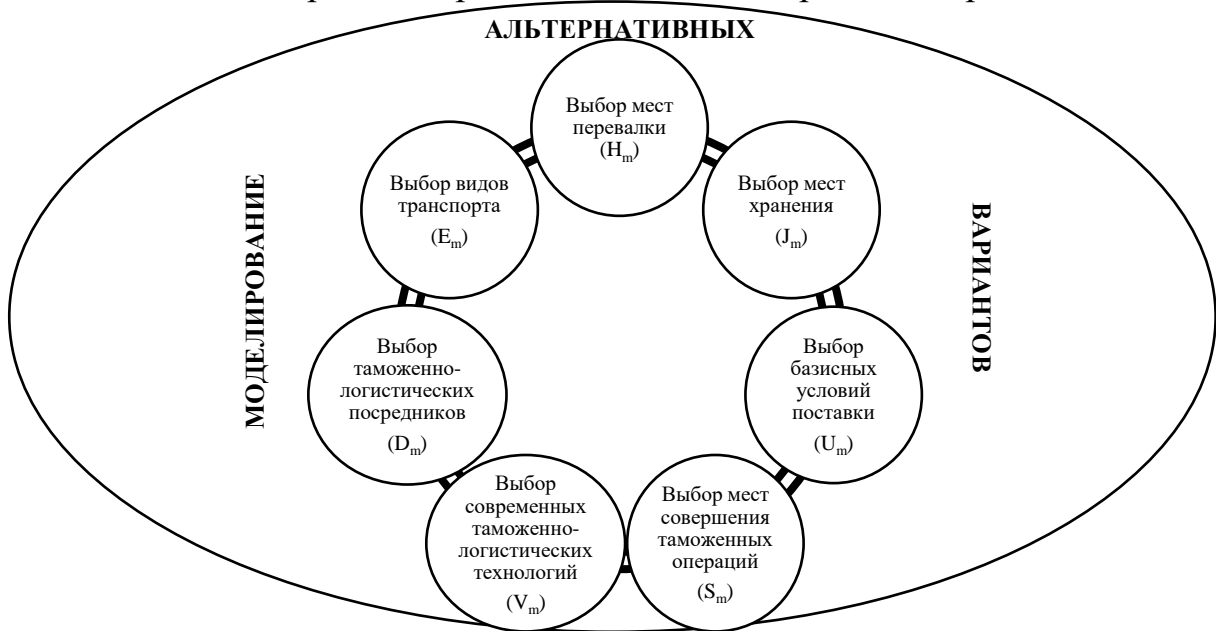 АЛЬТЕРНАТИВНЫХ
МОДЕЛИРОВАНИЕ
ВАРИАНТОВ
Выбор мест
перевалки
(Hm)
Выбор видов
транспорта
(Em)
Выбор мест
хранения
(Jm)
Выбор
таможенно-
логистических
посредников
(Dm)
Выбор
базисных
условий
поставки
(Um)
Выбор
современных
таможенно-
логистических
технологий
(Vm)
Выбор мест
совершения
таможенных
операций
(Sm)